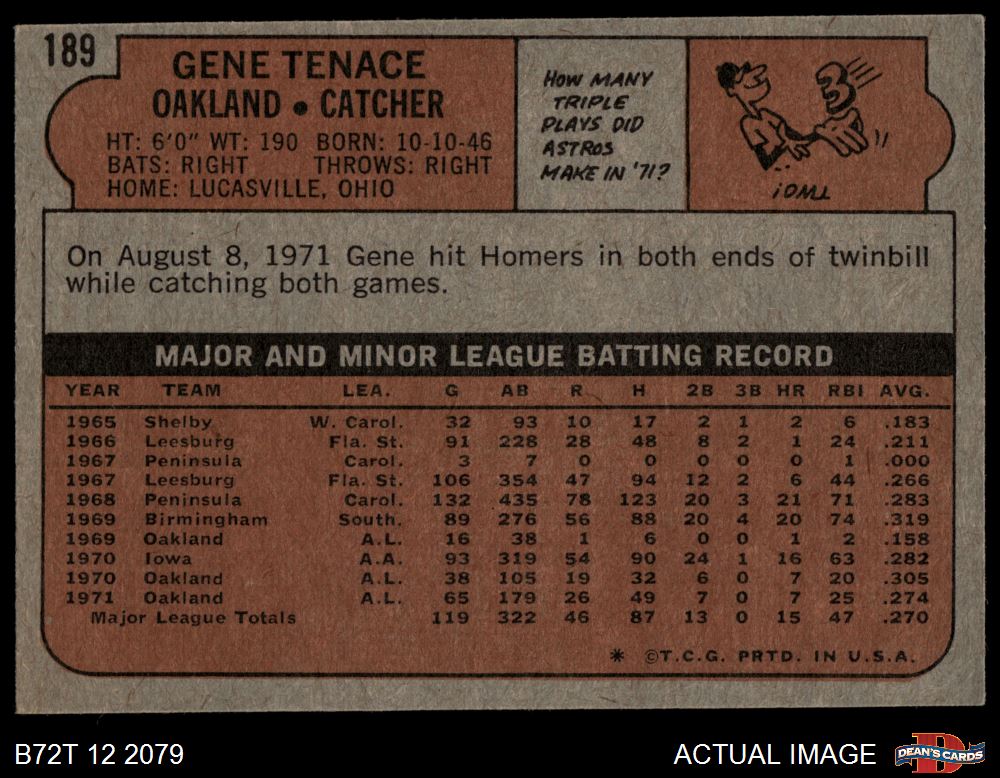 189
GENE TENACE
OAKLAND • CATCHER
HT: 6'0" WT: 190 BORN: 10-10-46
BATS: RIGHT THROWS: RIGHT
HOME: LUCASVILLE, OHIO
HOW MANY
TRIPLE
PLAYS DID
ASTROS
MAKE IN '71?
3
On August 8, 1971 Gene hit Homers in both ends of twinbill
while catching both games.
MAJOR AND MINOR LEAGUE BATTING RECORD
YEAR TEAM LEA. G AB R H 2B 3B HR RBI AVG.
1965 Shelby W. Carol. 32 93 10 17 2 1 2 6 .183
1966 Leesburg Fla. St. 91 228 28 48 8 2 1 24 .211
1967 Peninsula Carol. 3 7 0 0 0 0 0 1 .000
1967 Leesburg Fla. St. 106 354 47 94 12 2 6 44 .266
1968 Peninsula Carol. 132 435 78 123 20 3 21 71 .283
1969 Birmingham South. 89 276 56 88 20 4 20 74 .319
1969 Oakland A.L. 16 38 1 6 0 0 1 2 .158
1970 Iowa A.A. 93 319 54 90 24 1 16 63 .282
1970 Oakland A.L. 38 105 19 32 6 0 7 20 .305
1971 Oakland A.L. 65 179 26 49 7 0 7 25 .274
Major League Totals 119 322 46 87 13 0 15 47 .270
* ©T.C.G. PRTD. IN U.S.A.
B72T 12 2079
ACTUAL IMAGE
DEAN'S CARDS